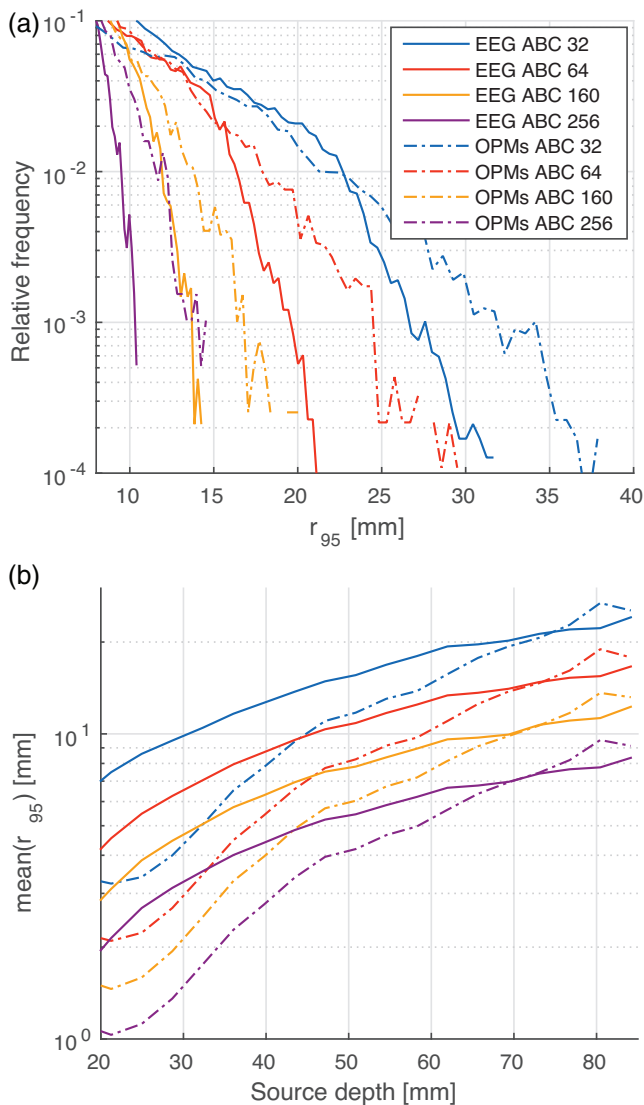 (a)
10^-1
10^-2
10^-3
10^-4
Relative frequency
EEG ABC 32
EEG ABC 64
EEG ABC 160
EEG ABC 256
OPMs ABC 32
OPMs ABC 64
OPMs ABC 160
OPMs ABC 256
10 15 20 25 30 35 40
r_95 [mm]
(b)
10^1
10^0
mean(r_95) [mm]
20 30 40 50 60 70 80
Source depth [mm]